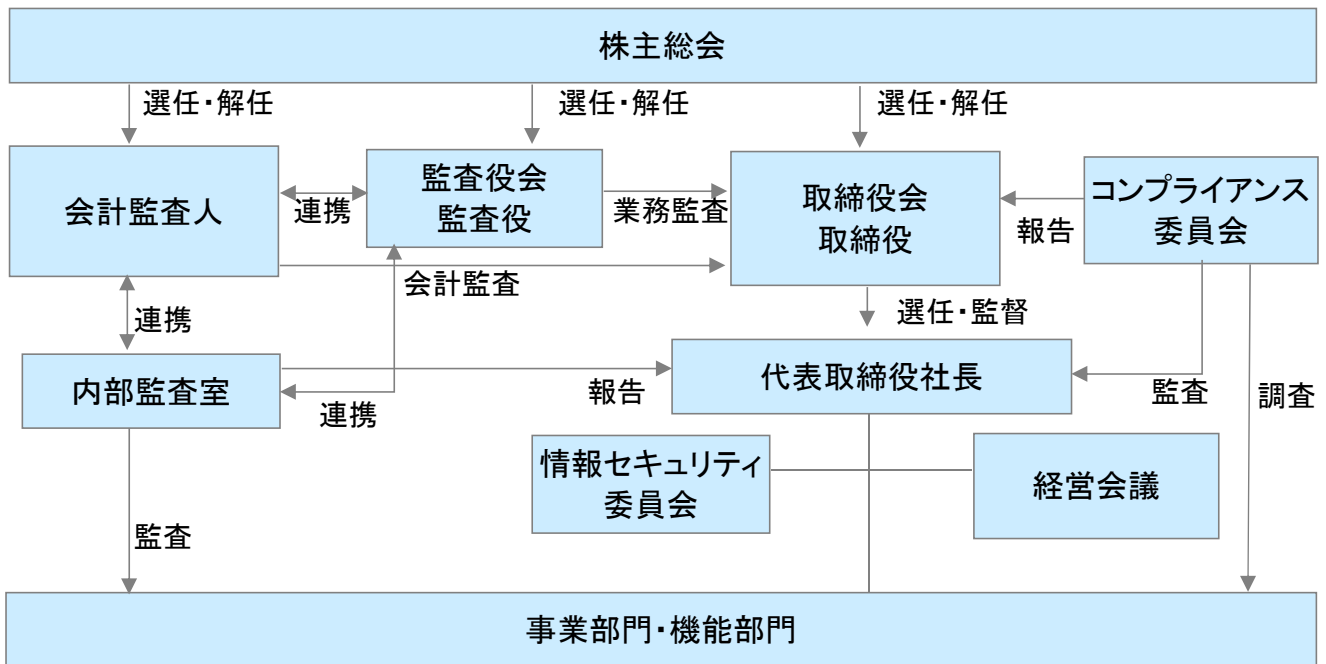 株主総会
選任・解任
選任・解任
選任・解任
会計監査人
連携
監査役会
監査役
業務監査
取締役会
取締役
報告
コンプライアンス
委員会
会計監査
連携
選任・監督
内部監査室
連携
報告
代表取締役社長
監査
調査
情報セキュリティ
委員会
経営会議
監査
事業部門・機能部門